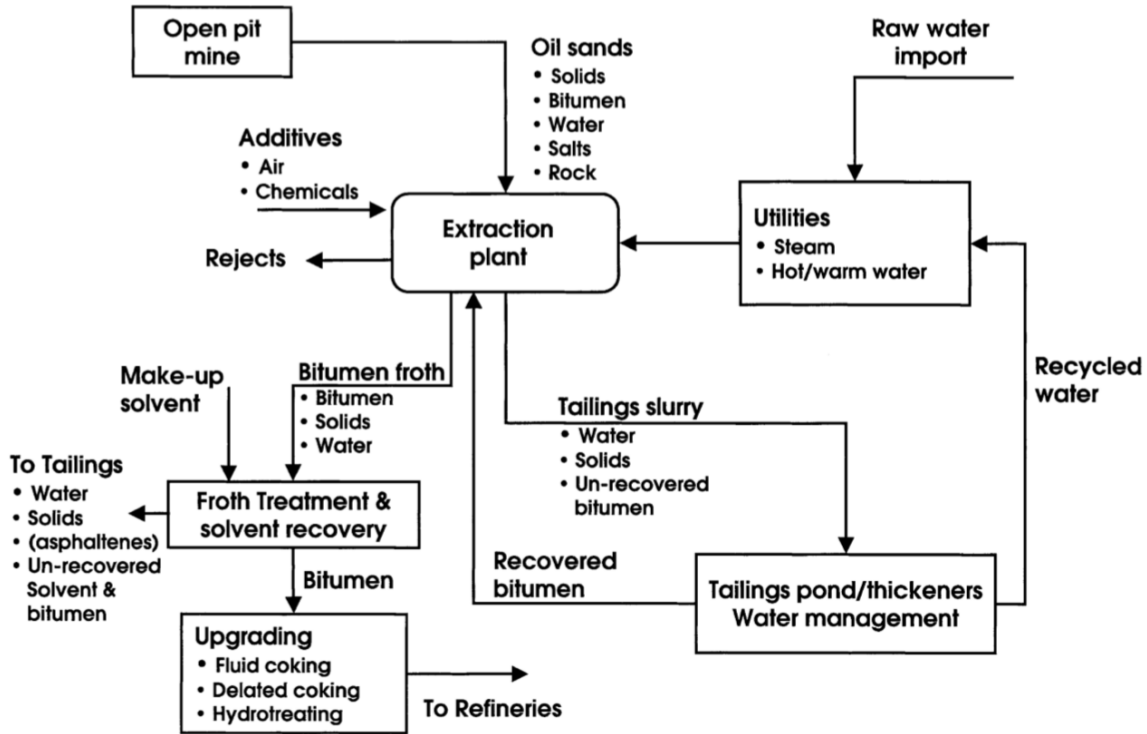 Open pit
mine
Oil sands
• Solids
• Bitumen
• Water
• Salts
• Rock
Raw water
import
Additives
• Air
• Chemicals
Extraction
plant
Utilities
• Steam
• Hot/warm water
Rejects
Make-up
solvent
Bitumen froth
• Bitumen
• Solids
• Water
Tailings slurry
• Water
• Solids
• Un-recovered
bitumen
Recycled
water
To Tailings
• Water
• Solids
• (asphaltenes)
• Un-recovered
Solvent &
bitumen
Froth Treatment &
solvent recovery
Bitumen
Recovered
bitumen
Tailings pond/thickeners
Water management
Upgrading
• Fluid coking
• Delated coking
• Hydrotreating
To Refineries